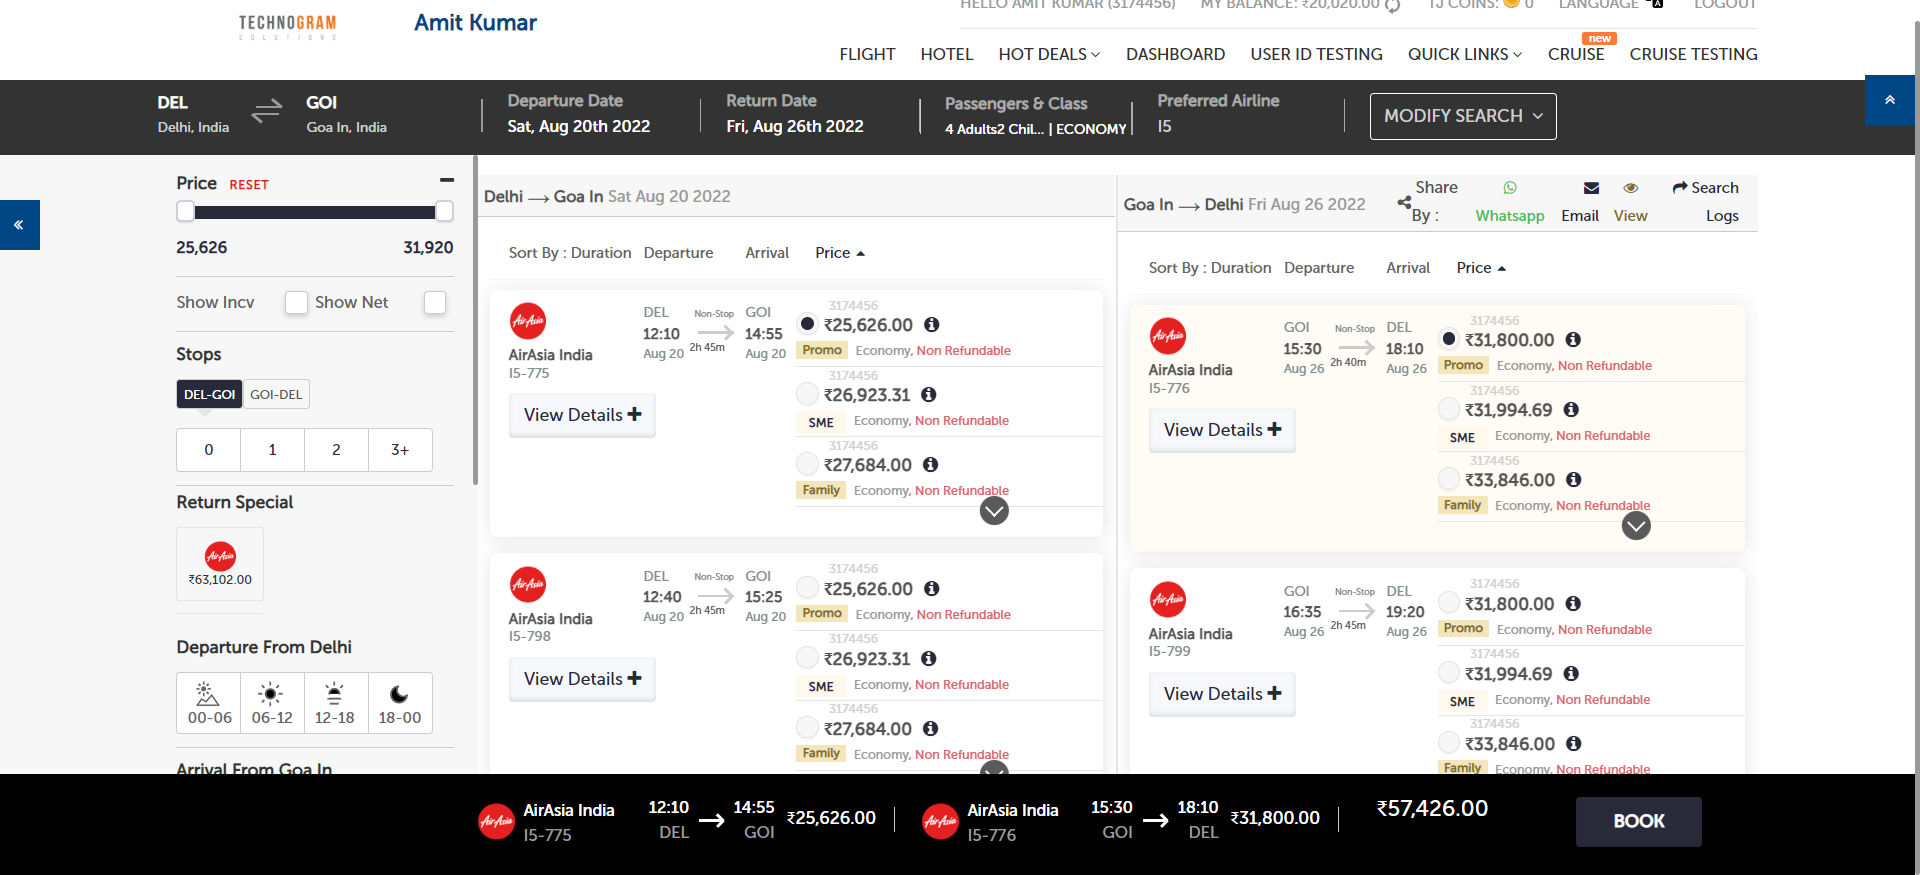 TECHNOGRAM
SOLUTIONS
Amit Kumar
HELLO AMIT KUMAR (3174456) MY BALANCE: ₹20,020.00 TJ COINS: 0 LANGUAGE A LOGOUT
FLIGHT HOTEL HOT DEALS DASHBOARD USER ID TESTING QUICK LINKS CRUISE new CRUISE TESTING
DEL GOI
Delhi, India Goa In, India
Departure Date
Sat, Aug 20th 2022
Return Date
Fri, Aug 26th 2022
Passengers & Class
4 Adults2 Chil... | ECONOMY
Preferred Airline
I5
MODIFY SEARCH
Price RESET
25,626 31,920
Show Incv Show Net
Stops
DEL-GOI GOI-DEL
0 1 2 3+
Return Special
AirAsia
₹63,102.00
Departure From Delhi
00-06 06-12 12-18 18-00
Arrival From Goa In
Delhi → Goa In Sat Aug 20 2022
Sort By : Duration Departure Arrival Price
AirAsia
AirAsia India
I5-775
DEL Non-Stop GOI
12:10 14:55
Aug 20 2h 45m Aug 20
View Details +
3174456
₹25,626.00
Promo Economy, Non Refundable
3174456
₹26,923.31
SME Economy, Non Refundable
3174456
₹27,684.00
Family Economy, Non Refundable
AirAsia
AirAsia India
I5-798
DEL Non-Stop GOI
12:40 15:25
Aug 20 2h 45m Aug 20
View Details +
3174456
₹25,626.00
Promo Economy, Non Refundable
3174456
₹26,923.31
SME Economy, Non Refundable
3174456
₹27,684.00
Family Economy, Non Refundable
Goa In → Delhi Fri Aug 26 2022
Share By :
Whatsapp
Email
View
Search Logs
Sort By : Duration Departure Arrival Price
AirAsia
AirAsia India
I5-776
GOI Non-Stop DEL
15:30 18:10
Aug 26 2h 40m Aug 26
View Details +
3174456
₹31,800.00
Promo Economy, Non Refundable
3174456
₹31,994.69
SME Economy, Non Refundable
3174456
₹33,846.00
Family Economy, Non Refundable
AirAsia
AirAsia India
I5-799
GOI Non-Stop DEL
16:35 19:20
Aug 26 2h 45m Aug 26
View Details +
3174456
₹31,800.00
Promo Economy, Non Refundable
3174456
₹31,994.69
SME Economy, Non Refundable
3174456
₹33,846.00
Family Economy, Non Refundable
AirAsia
AirAsia India 12:10 → 14:55 ₹25,626.00
I5-775 DEL GOI
AirAsia
AirAsia India 15:30 → 18:10 ₹31,800.00
I5-776 GOI DEL
₹57,426.00
BOOK